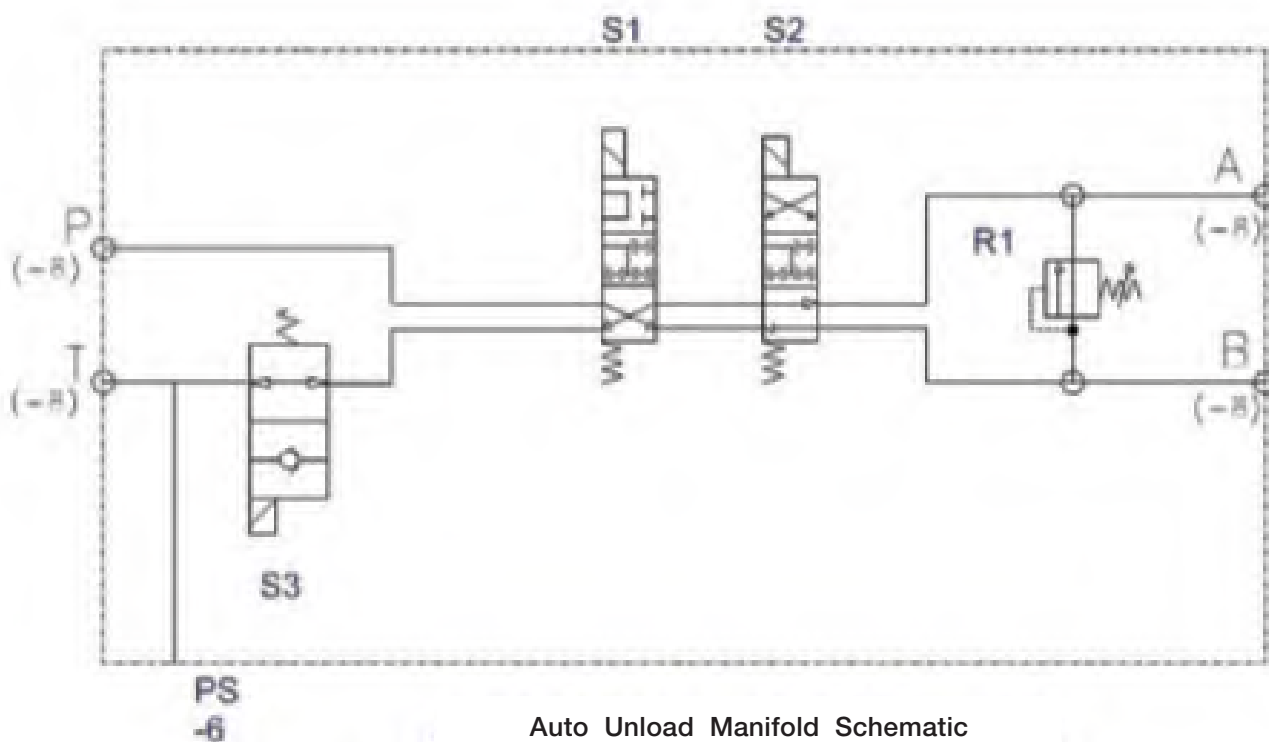 S1 S2
A
P
(-8)
(-8)
R1
T
B
(-8)
(-8)
S3
PS
-6
Auto Unload Manifold Schematic